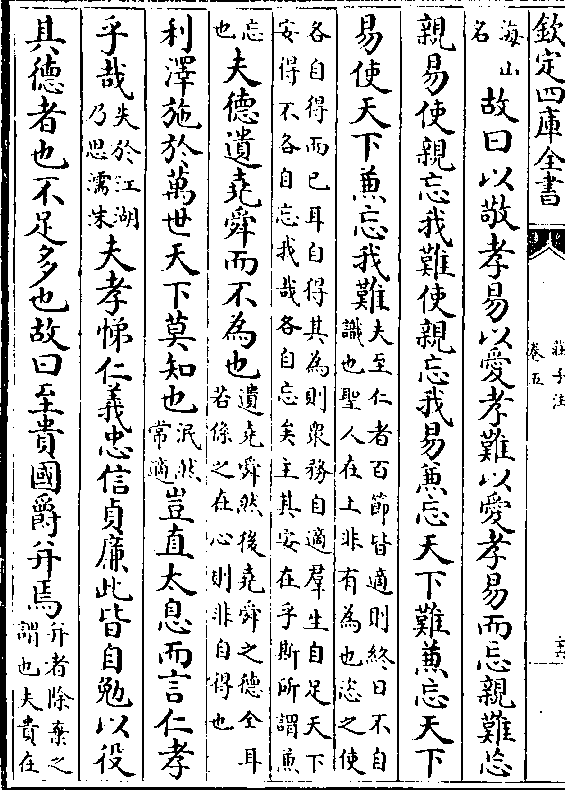 欽定四庫全書
莊子注
卷五
海山
名
故曰以敬孝易以愛孝難以愛孝易而忘親難忘
親易使親忘我難使親忘我易兼忘天下難兼忘天下
易使天下兼忘我難
夫至仁者百節皆適則終日不自
識也聖人在上非有為也恣之使
各自得而已耳自得其為則衆務自適羣生自足天下
安得不各自忘我哉各自忘矣主其安在乎斯所謂兼
忘
也
夫德遺堯舜而不為也
遺堯舜然後堯舜之德全耳
若係之在心則非自得也
利澤施於萬世天下莫知也
泯然
常適
豈直太息而言仁孝
乎哉
失於江湖
乃思濡沫
夫孝悌仁義忠信貞廉此皆自勉以役
其德者也不足多也故曰至貴國爵并焉
并者除棄之
謂也夫貴在